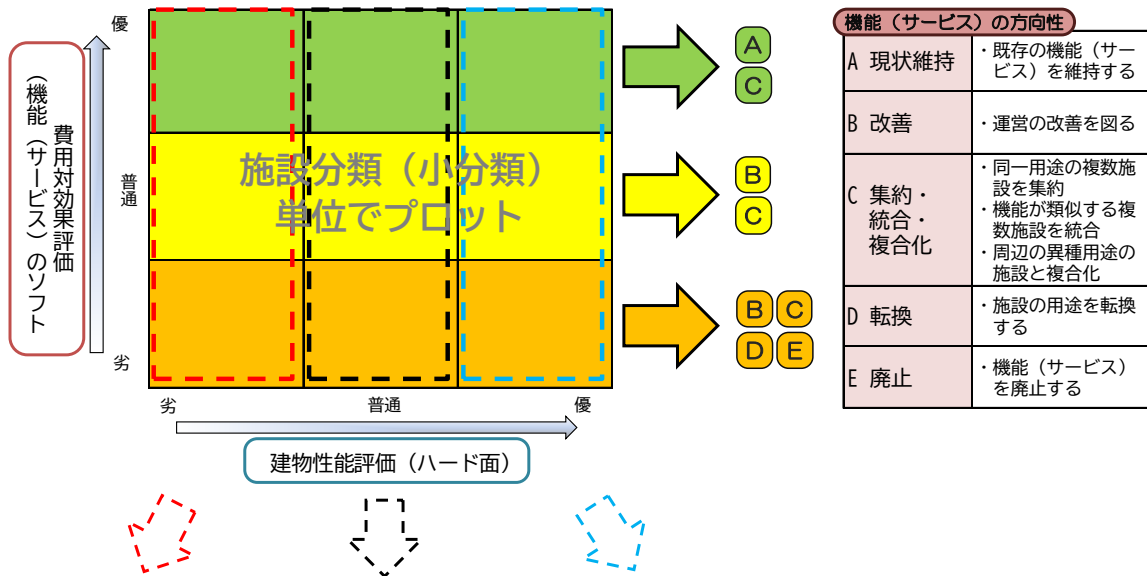 優
普通
劣
費用対効果評価
（機能（サービス）のソフト
施設分類（小分類）
単位でプロット
劣
普通
優
建物性能評価（ハード面）
A
C
B
C
B
C
D
E
機能（サービス）の方向性
A 現状維持
・既存の機能（サー
ビス）を維持する
B 改善
・運営の改善を図る
C 集約・
統合・
複合化
・同一用途の複数施
設を集約
・機能が類似する複
数施設を統合
・周辺の異種用途の
施設と複合化
D 転換
・施設の用途を転換
する
E 廃止
・機能（サービス）
を廃止する